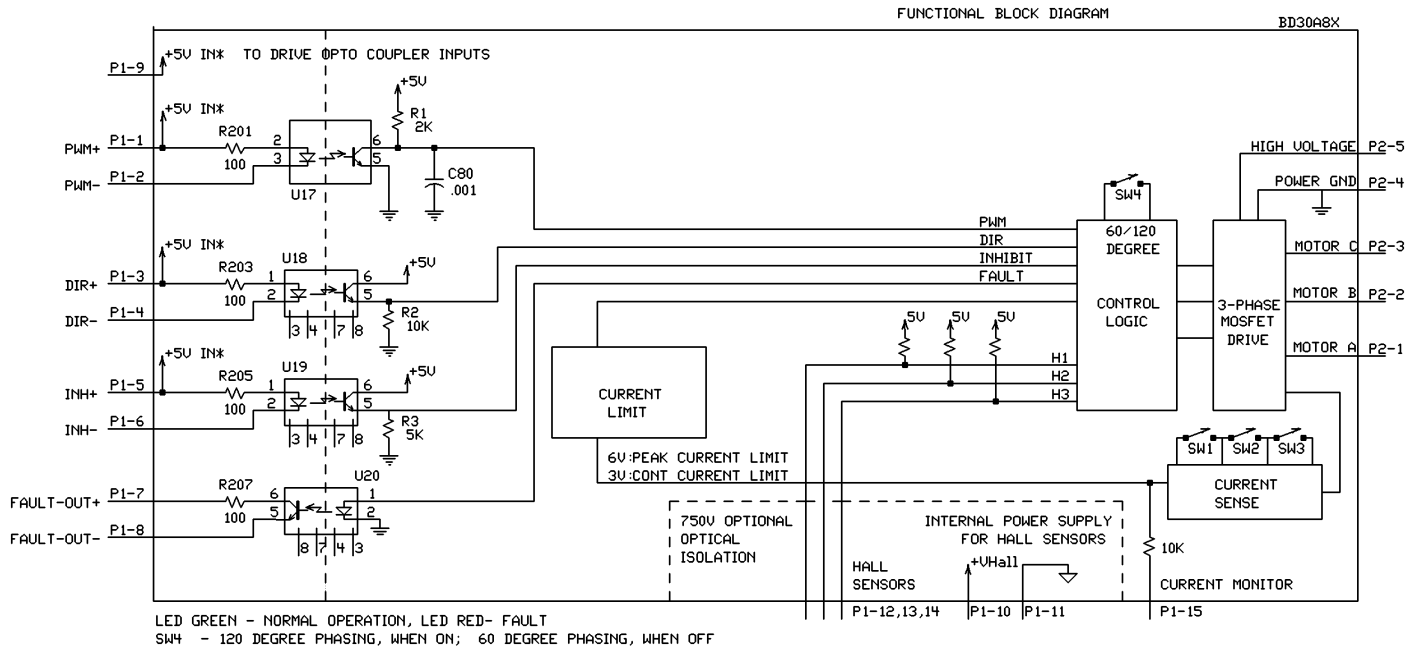 FUNCTIONAL BLOCK DIAGRAM
BD30A8X
+5V IN* TO DRIVE OPTO COUPLER INPUTS
P1-9
+5V
+5V IN*
R1
2K
R201
100
PWM+ P1-1
PWM- P1-2
2
3
6
5
U17
C80
.001
HIGH VOLTAGE P2-5
POWER GND P2-4
SW4
PWM
DIR
INHIBIT
FAULT
60/120
DEGREE
CONTROL
LOGIC
3-PHASE
MOSFET
DRIVE
MOTOR C P2-3
MOTOR B P2-2
MOTOR A P2-1
+5V IN*
U18
R203
100
DIR+ P1-3
DIR- P1-4
1
2
6
5
+5V
3 4 7 8
R2
10K
5V 5V 5V
H1
H2
H3
+5V IN*
U19
R205
100
INH+ P1-5
INH- P1-6
1
2
6
5
+5V
3 4 7 8
R3
5K
CURRENT
LIMIT
6V:PEAK CURRENT LIMIT
3V:CONT CURRENT LIMIT
SW1 SW2 SW3
CURRENT
SENSE
U20
R207
100
FAULT-OUT+ P1-7
FAULT-OUT- P1-8
6
5
1
2
8 7 4 3
750V OPTIONAL
OPTICAL
ISOLATION
INTERNAL POWER SUPPLY
FOR HALL SENSORS
10K
+VHall
HALL
SENSORS
CURRENT MONITOR
P1-12,13,14
P1-10
P1-11
P1-15
LED GREEN - NORMAL OPERATION, LED RED- FAULT
SW4 - 120 DEGREE PHASING, WHEN ON; 60 DEGREE PHASING, WHEN OFF